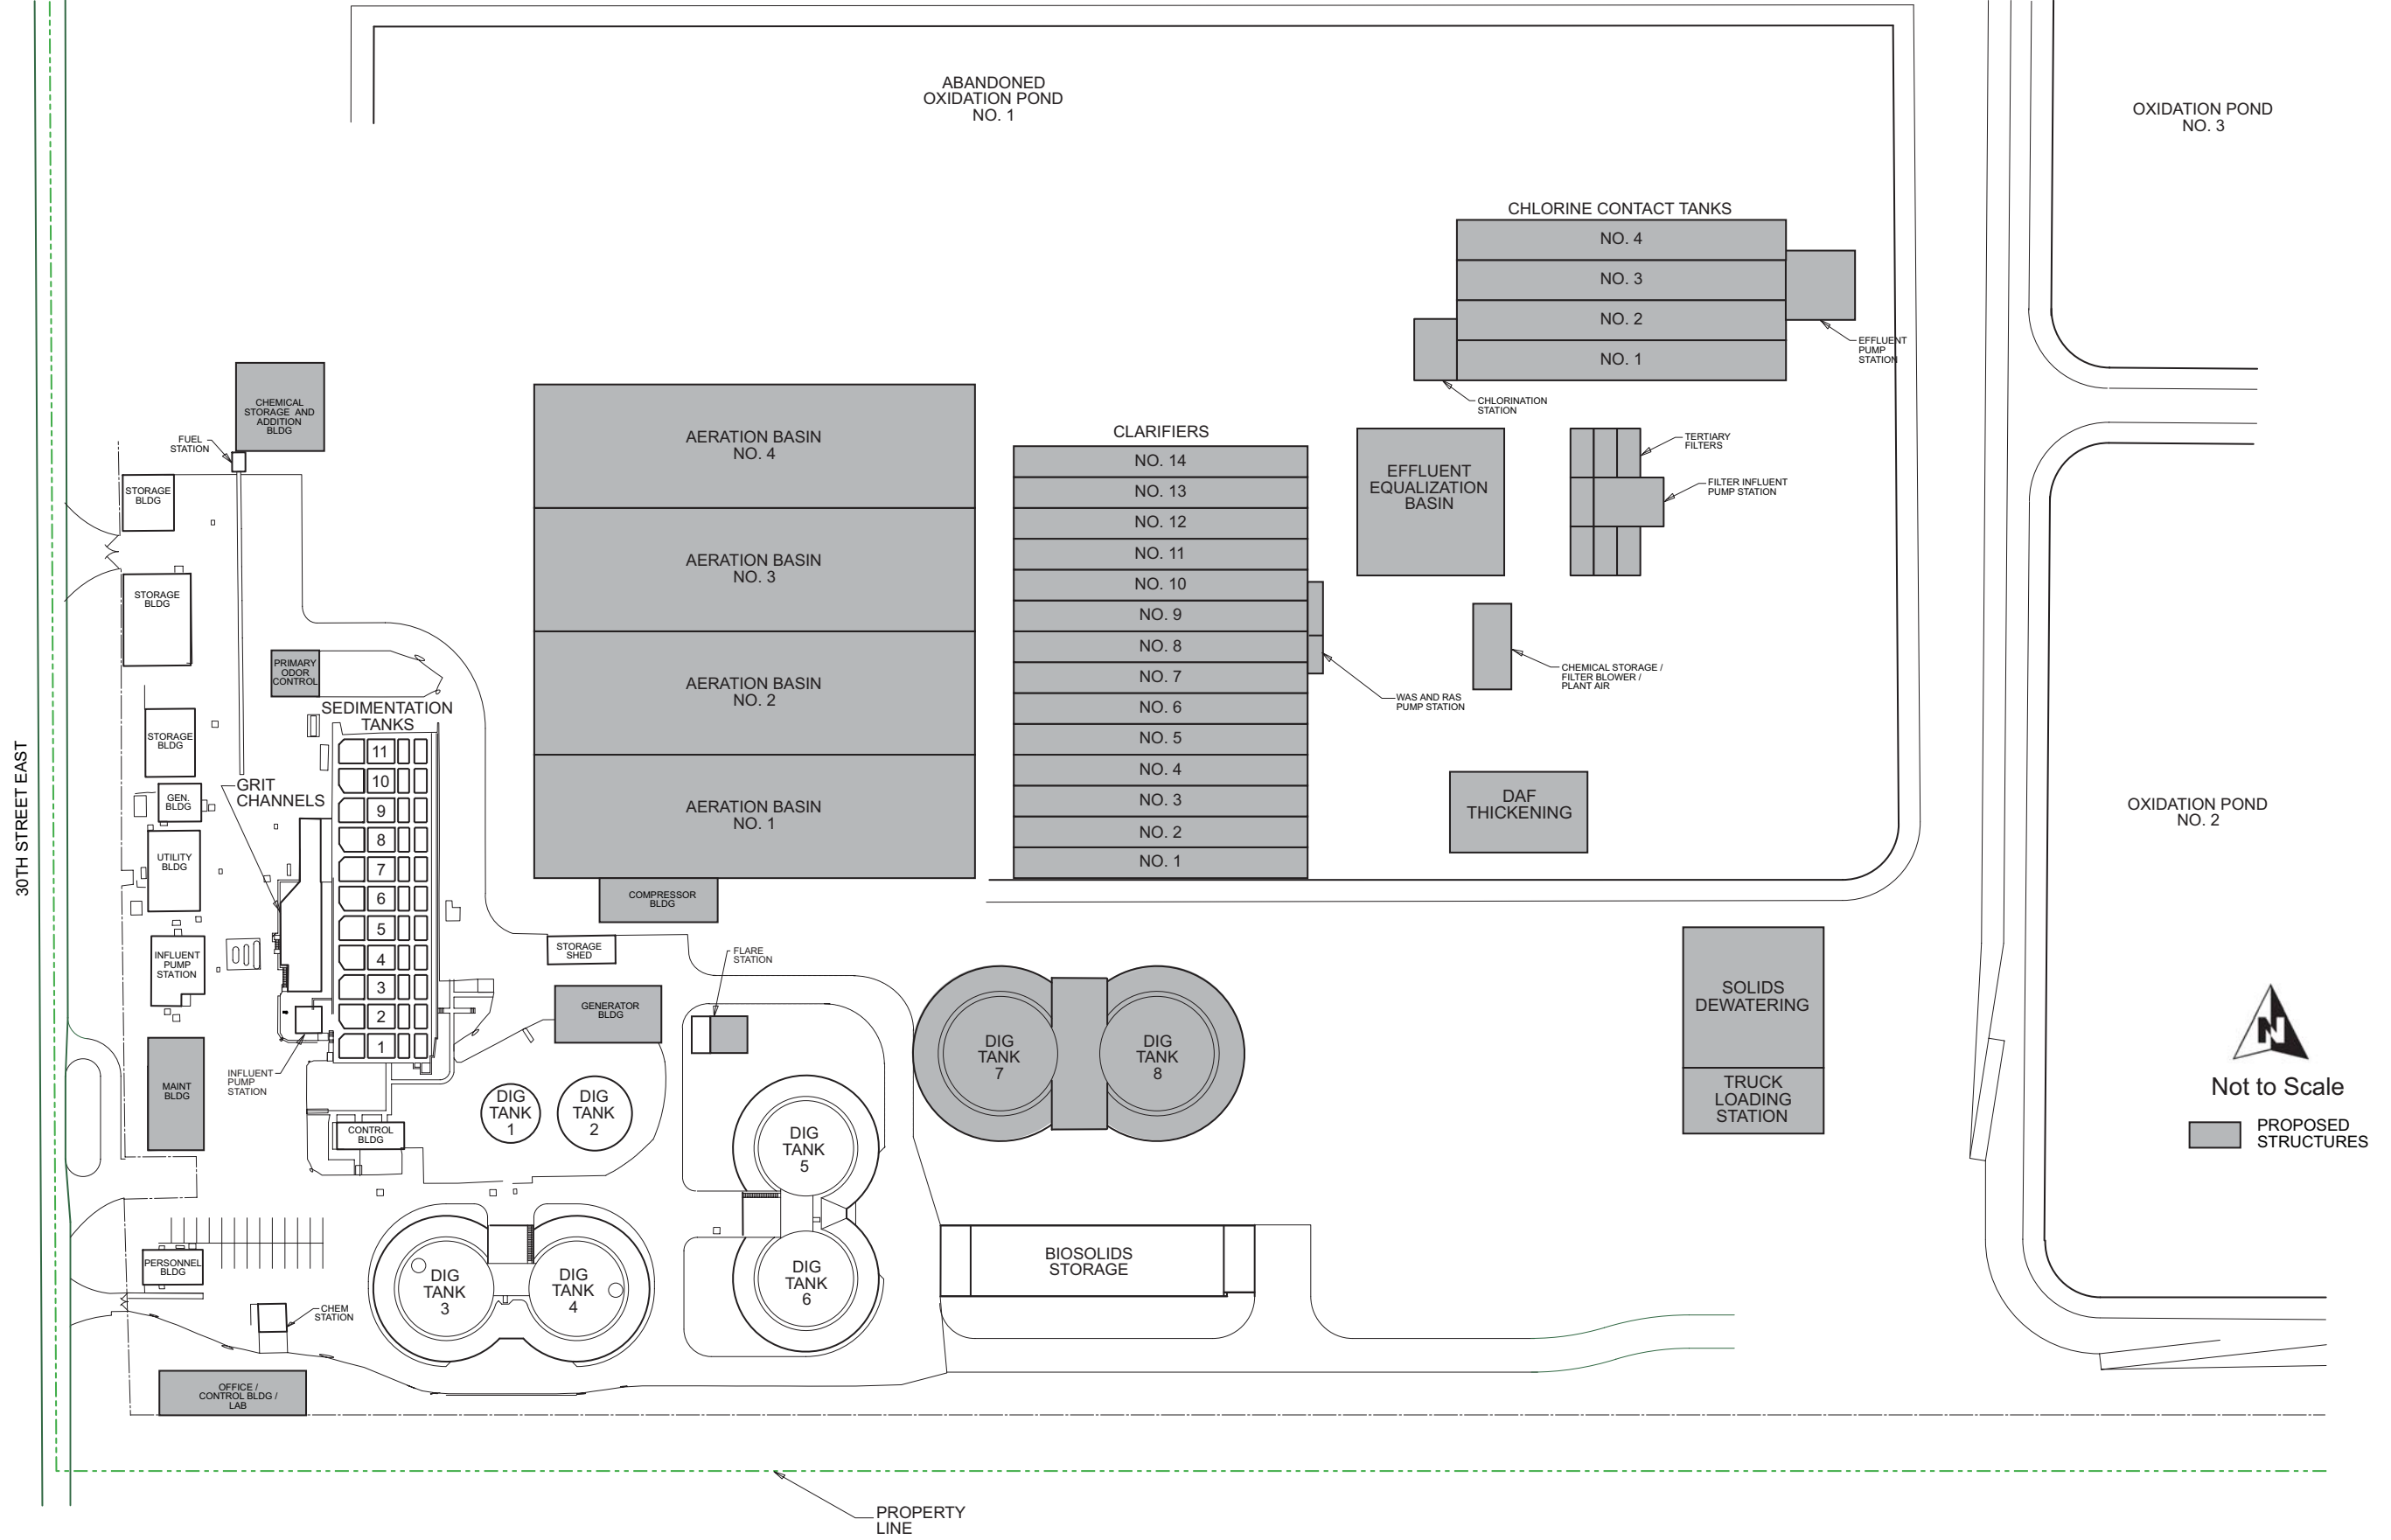 ABANDONED
OXIDATION POND
NO. 1
OXIDATION POND
NO. 3
CHLORINE CONTACT TANKS
NO. 4
NO. 3
NO. 2
NO. 1
EFFLUENT
PUMP
STATION
CHLORINATION
STATION
CHEMICAL
STORAGE AND
ADDITION
BLDG
FUEL
STATION
STORAGE
BLDG
STORAGE
BLDG
PRIMARY
ODOR
CONTROL
SEDIMENTATION
TANKS
11
10
9
8
7
6
5
4
3
2
1
STORAGE
BLDG
GRIT
CHANNELS
GEN.
BLDG
UTILITY
BLDG
INFLUENT
PUMP
STATION
MAINT
BLDG
INFLUENT
PUMP
STATION
CONTROL
BLDG
30TH STREET EAST
AERATION BASIN
NO. 4
AERATION BASIN
NO. 3
AERATION BASIN
NO. 2
AERATION BASIN
NO. 1
COMPRESSOR
BLDG
STORAGE
SHED
GENERATOR
BLDG
FLARE
STATION
CLARIFIERS
NO. 14
NO. 13
NO. 12
NO. 11
NO. 10
NO. 9
NO. 8
NO. 7
NO. 6
NO. 5
NO. 4
NO. 3
NO. 2
NO. 1
WAS AND RAS
PUMP STATION
EFFLUENT
EQUALIZATION
BASIN
TERTIARY
FILTERS
FILTER INFLUENT
PUMP STATION
CHEMICAL STORAGE /
FILTER BLOWER /
PLANT AIR
DAF
THICKENING
OXIDATION POND
NO. 2
DIG
TANK
1
DIG
TANK
2
DIG
TANK
5
DIG
TANK
6
DIG
TANK
7
DIG
TANK
8
SOLIDS
DEWATERING
TRUCK
LOADING
STATION
N
Not to Scale
PROPOSED
STRUCTURES
PERSONNEL
BLDG
CHEM
STATION
DIG
TANK
3
DIG
TANK
4
BIOSOLIDS
STORAGE
OFFICE /
CONTROL BLDG /
LAB
PROPERTY
LINE